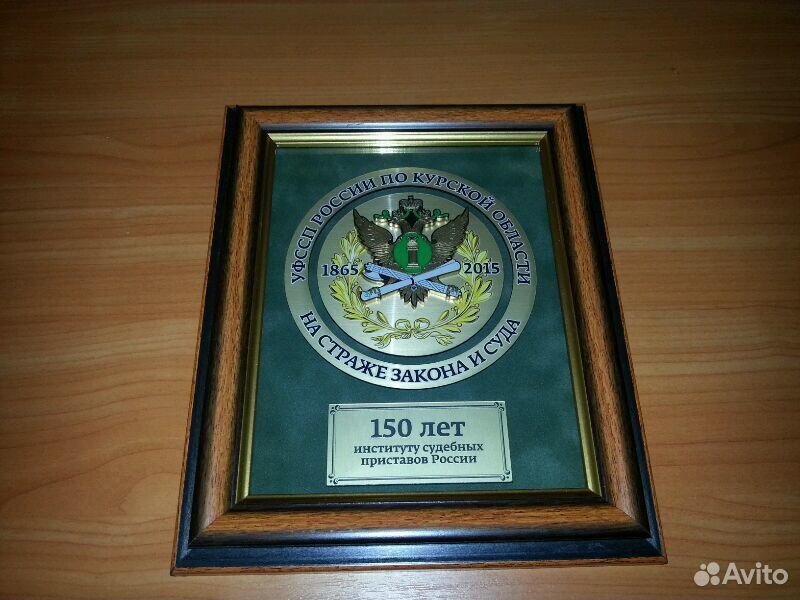 УФССП РОССИИ ПО КУРСКОЙ ОБЛАСТИ
1865 2015
НА СТРАЖЕ ЗАКОНА И СУДА
150 лет
институту судебных
приставов России
Avito